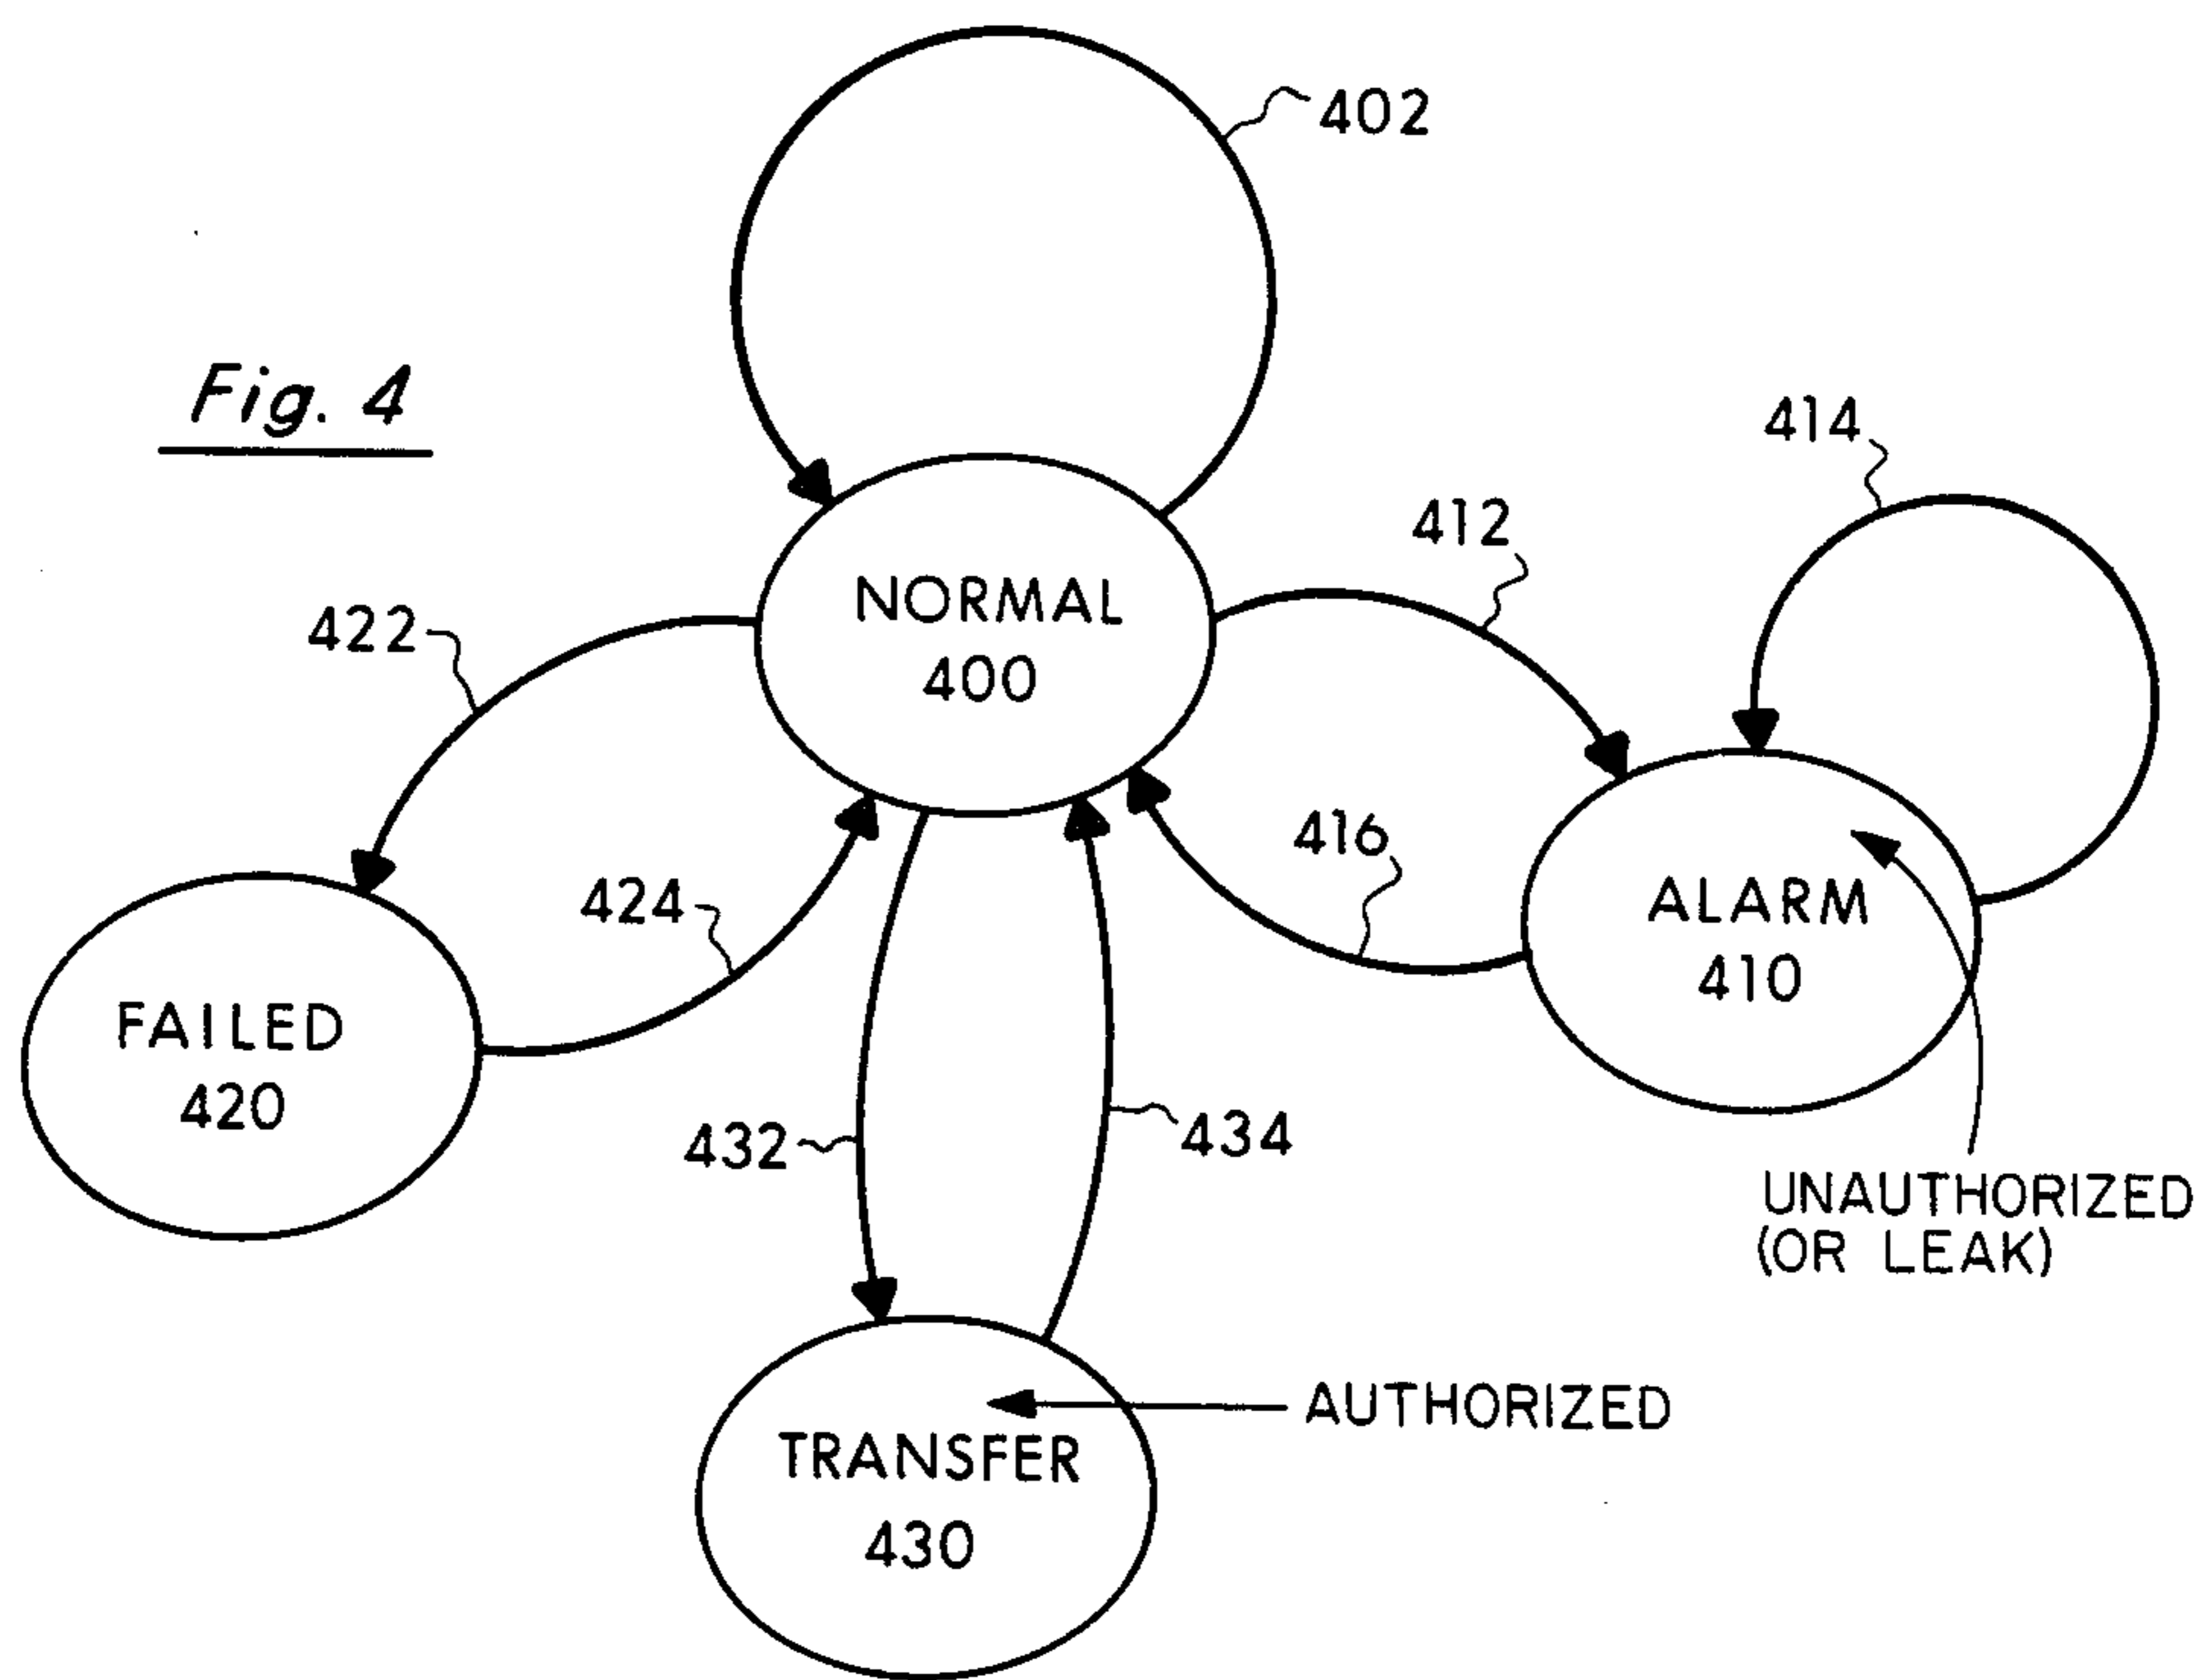 402
Fig. 4
414
412
NORMAL
400
422
416
424
ALARM
410
FAILED
420
432
434
UNAUTHORIZED
(OR LEAK)
AUTHORIZED
TRANSFER
430